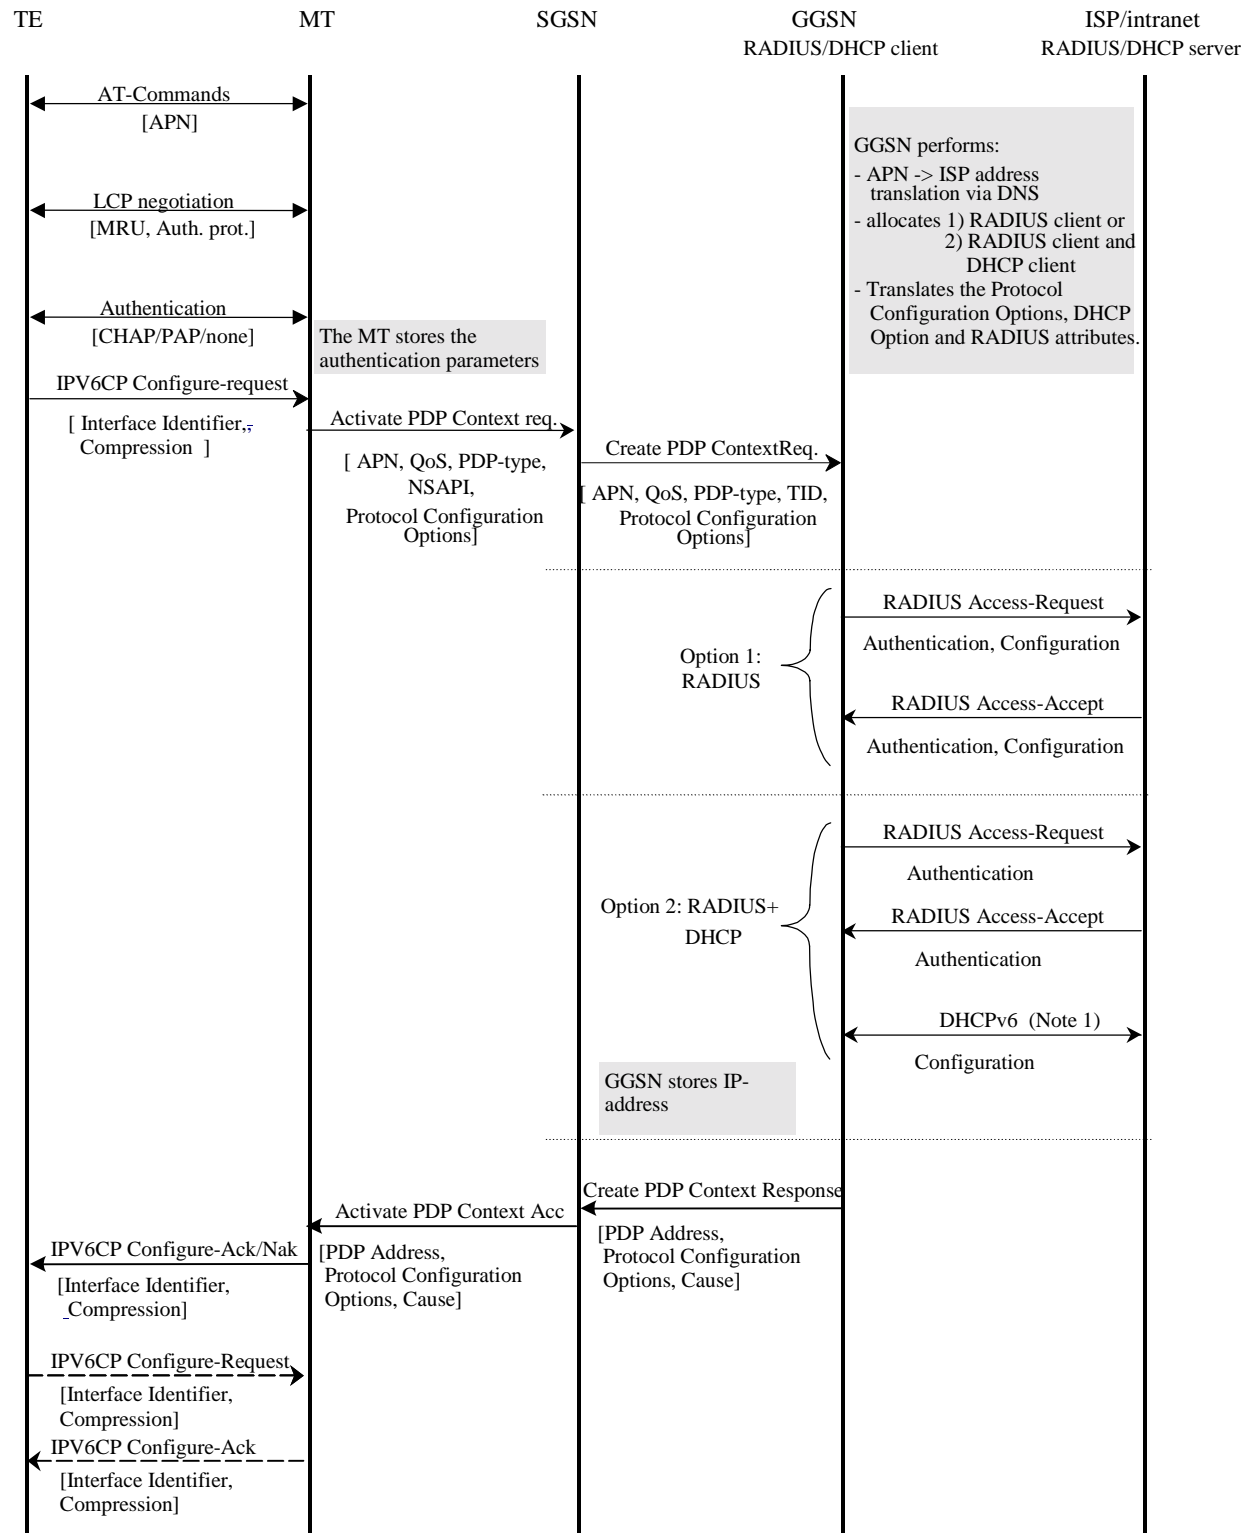 TE
MT
SGSN
GGSN
ISP/intranet
RADIUS/DHCP client
RADIUS/DHCP server
AT-Commands
[APN]
GGSN performs:
- APN -> ISP address
translation via DNS
- allocates 1) RADIUS client or
2) RADIUS client and
DHCP client
- Translates the Protocol
Configuration Options, DHCP
Option and RADIUS attributes.
LCP negotiation
[MRU, Auth. prot.]
Authentication
[CHAP/PAP/none]
The MT stores the
authentication parameters
IPV6CP Configure-request
[ Interface Identifier,,
Compression ]
Activate PDP Context req.
[ APN, QoS, PDP-type,
NSAPI,
Protocol Configuration
Options]
Create PDP ContextReq.
[ APN, QoS, PDP-type, TID,
Protocol Configuration
Options]
RADIUS Access-Request
Authentication, Configuration
Option 1:
RADIUS
RADIUS Access-Accept
Authentication, Configuration
RADIUS Access-Request
Authentication
Option 2: RADIUS+
DHCP
RADIUS Access-Accept
Authentication
DHCPv6 (Note 1)
Configuration
GGSN stores IP-
address
Create PDP Context Response
[PDP Address,
Protocol Configuration
Options, Cause]
Activate PDP Context Acc
[PDP Address,
Protocol Configuration
Options, Cause]
IPV6CP Configure-Ack/Nak
[Interface Identifier,
Compression]
IPV6CP Configure-Request
[Interface Identifier,
Compression]
IPV6CP Configure-Ack
[Interface Identifier,
Compression]